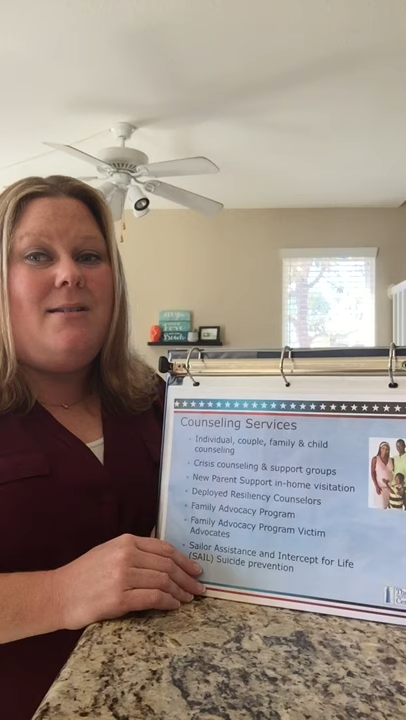 Counseling Services
- Individual, couple, family & child
counseling
- Crisis counseling & support groups
- New Parent Support in-home visitation
- Deployed Resiliency Counselors
- Family Advocacy Program
- Family Advocacy Program Victim
Advocates
- Sailor Assistance and Intercept for Life
(SAIL) Suicide prevention